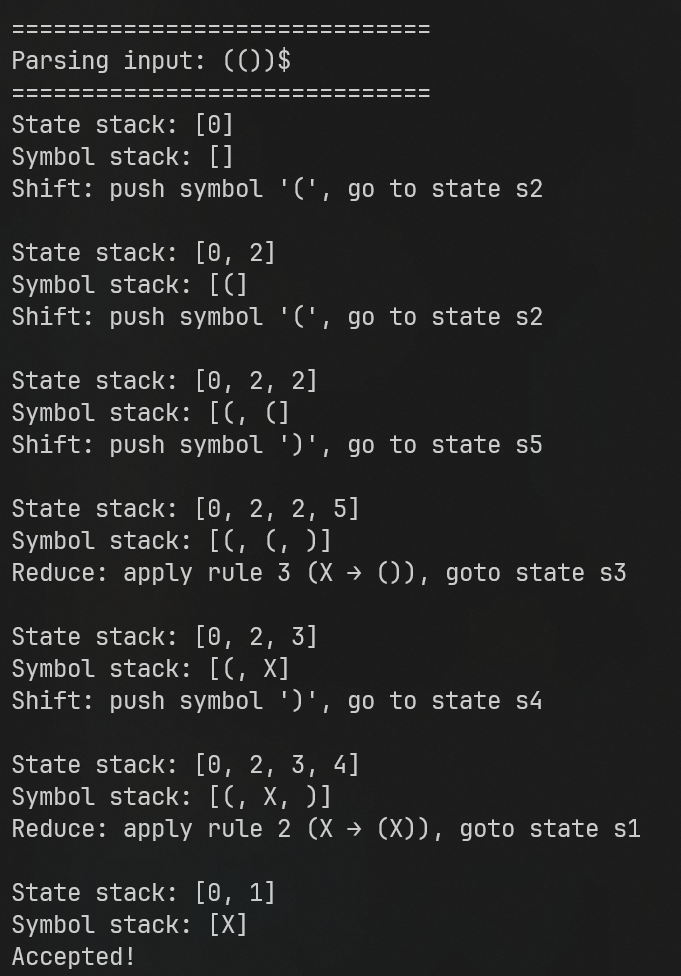 ==============================
Parsing input: (())$
==============================
State stack: [0]
Symbol stack: []
Shift: push symbol '(', go to state s2
State stack: [0, 2]
Symbol stack: [(]
Shift: push symbol '(', go to state s2
State stack: [0, 2, 2]
Symbol stack: [(, (]
Shift: push symbol ')', go to state s5
State stack: [0, 2, 2, 5]
Symbol stack: [(, (, )]
Reduce: apply rule 3 (X → ()), goto state s3
State stack: [0, 2, 3]
Symbol stack: [(, X]
Shift: push symbol ')', go to state s4
State stack: [0, 2, 3, 4]
Symbol stack: [(, X, )]
Reduce: apply rule 2 (X → (X)), goto state s1
State stack: [0, 1]
Symbol stack: [X]
Accepted!